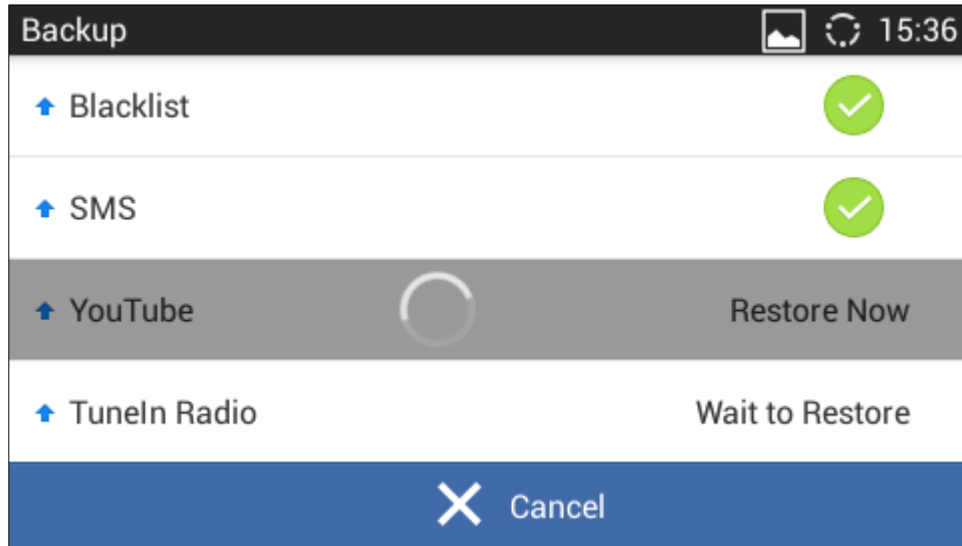 Backup 15:36
Blacklist
SMS
YouTube Restore Now
TuneIn Radio Wait to Restore
Cancel